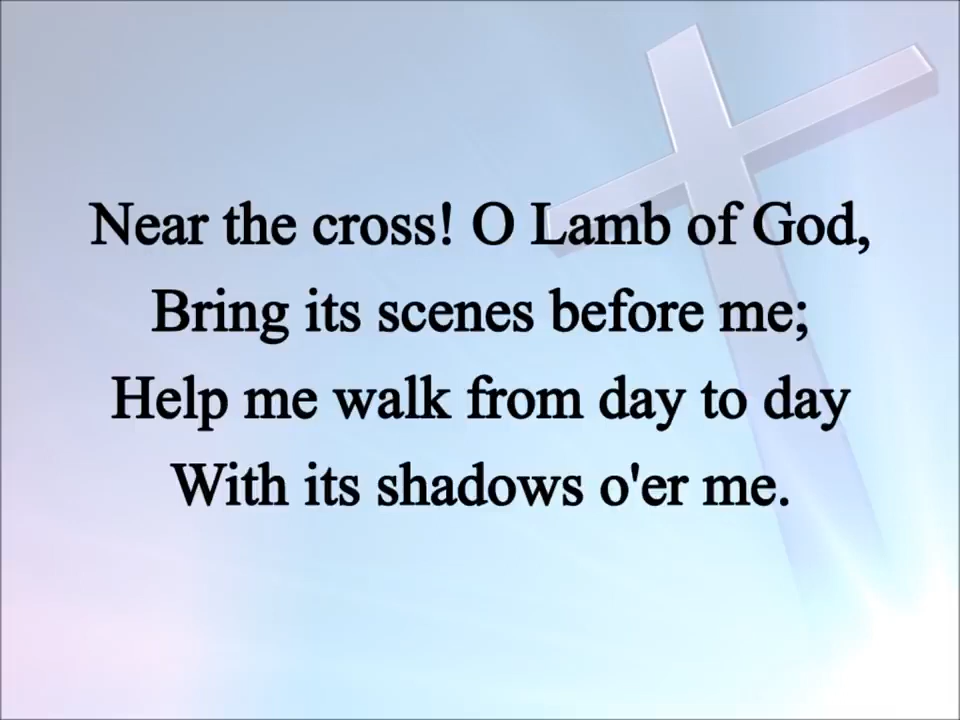 Near the cross! O Lamb of God,
Bring its scenes before me;
Help me walk from day to day
With its shadows o'er me.